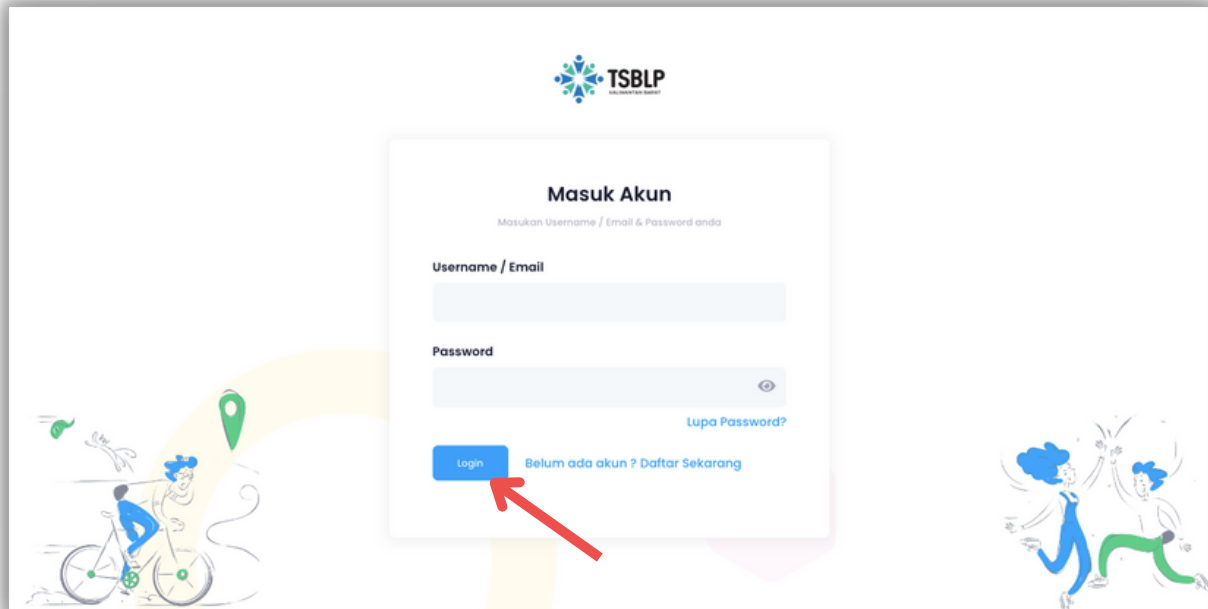 TSBLP
KALIMANTAN BARAT
Masuk Akun
Masukan Username / Email & Password anda
Username / Email
Password
Lupa Password?
Login
Belum ada akun ? Daftar Sekarang